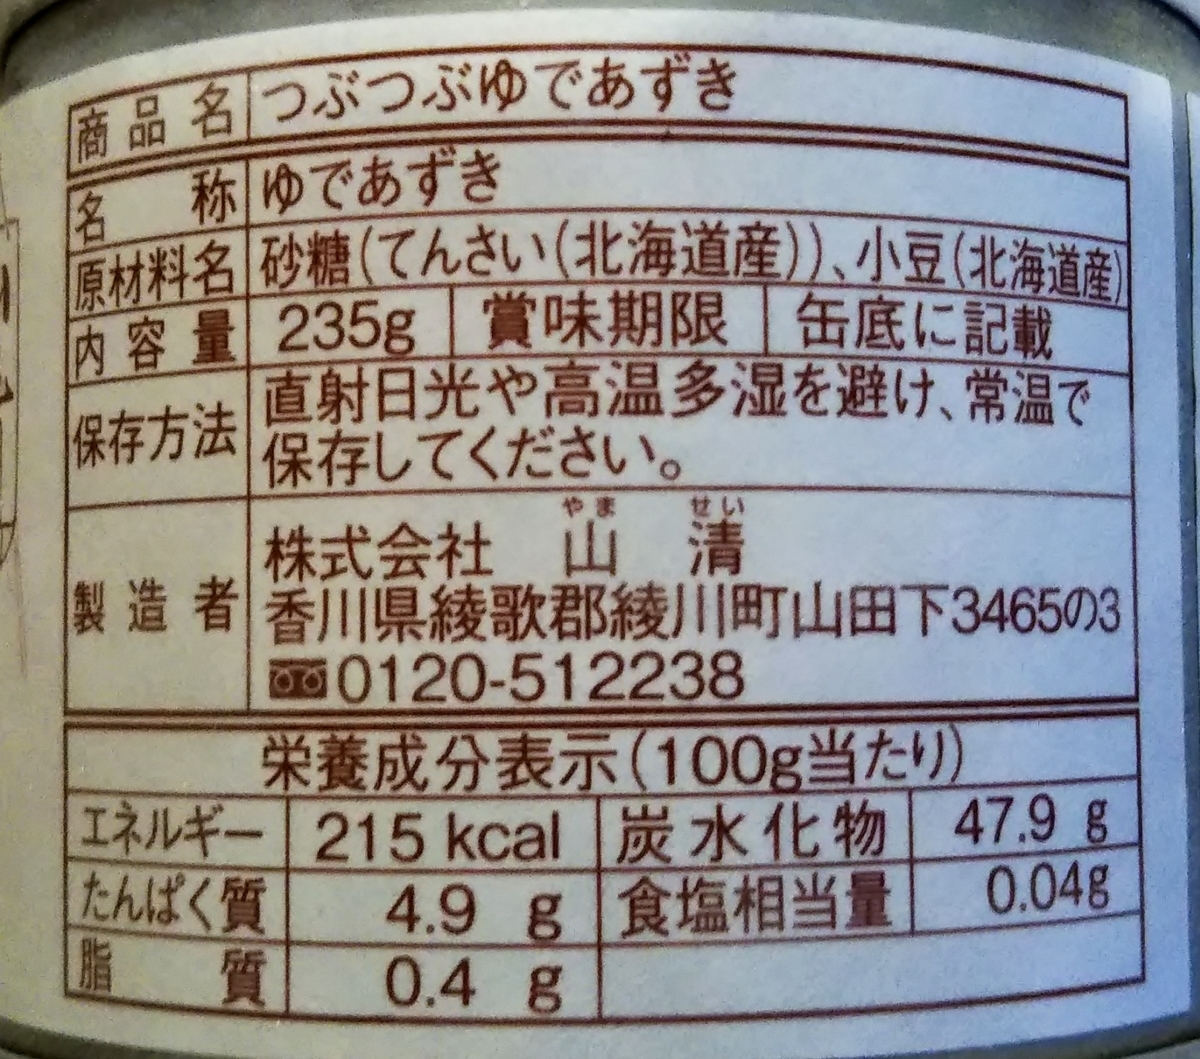 商品名 つぶつぶゆであずき
名称 ゆであずき
原材料名 砂糖(てんさい(北海道産))、小豆(北海道産)
内容量 235g 賞味期限 缶底に記載
保存方法 直射日光や高温多湿を避け、常温で
保存してください。
やま せい
製造者 株式会社 山清
香川県綾歌郡綾川町山田下3465の3
0120-512238
栄養成分表示(100g当たり)
エネルギー 215 kcal 炭水化物 47.9 g
たんぱく質 4.9 g 食塩相当量 0.04g
脂質 0.4 g